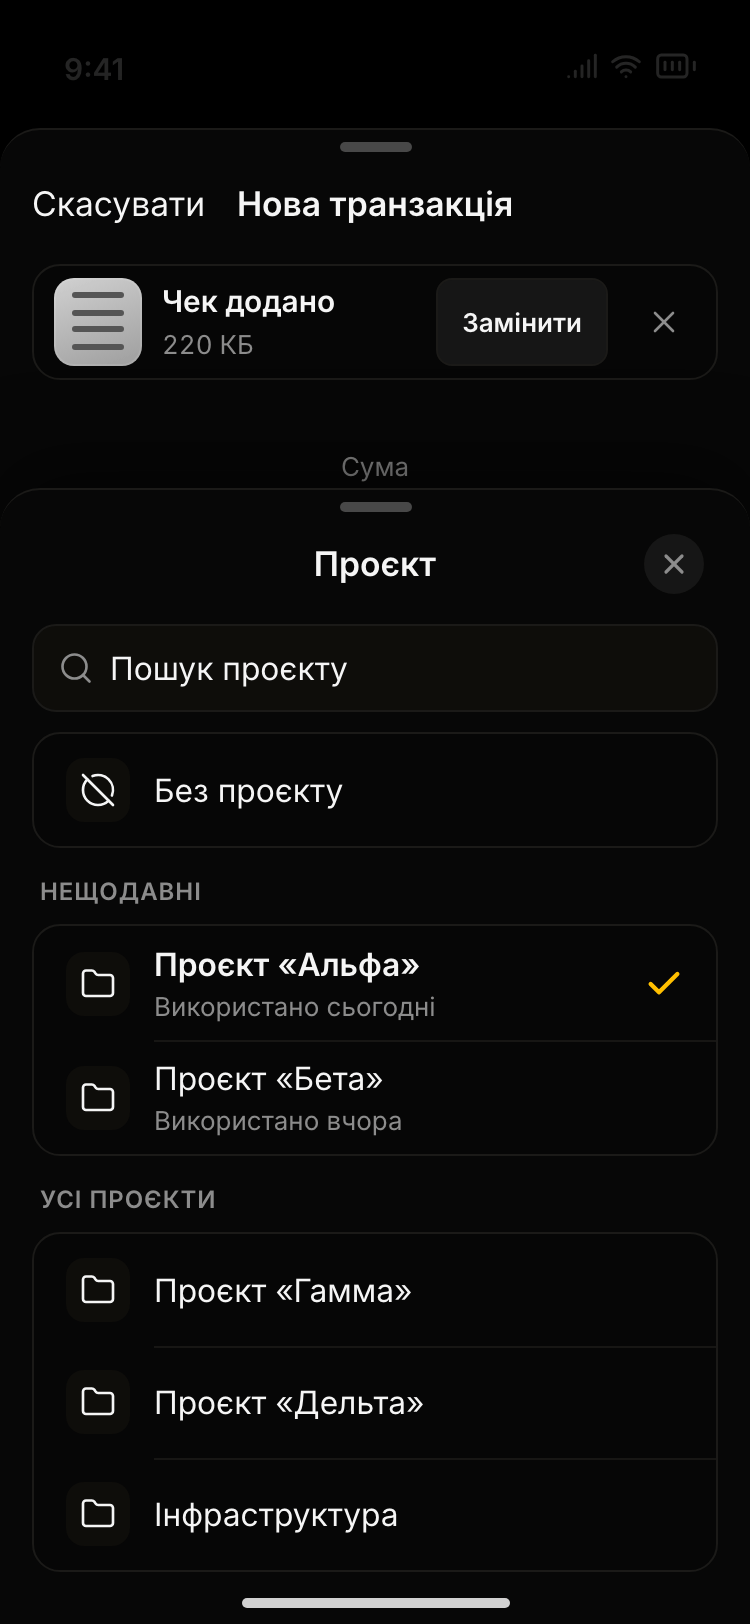 9:41
Скасувати Нова транзакція
Чек додано
220 КБ
Замінити
Сума
Проєкт
Пошук проєкту
Без проєкту
НЕЩОДАВНІ
Проєкт «Альфа»
Використано сьогодні
Проєкт «Бета»
Використано вчора
УСІ ПРОЄКТИ
Проєкт «Гамма»
Проєкт «Дельта»
Інфраструктура